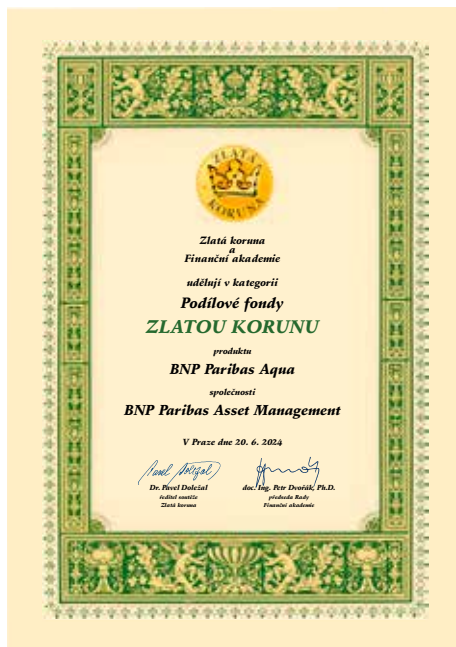 ZLATÁ
KORUNA
Zlatá koruna
a
Finanční akademie
udělují v kategorii
Podílové fondy
ZLATOU KORUNU
produktu
BNP Paribas Aqua
společnosti
BNP Paribas Asset Management
V Praze dne 20. 6. 2024
Pavel Doležal
Dr. Pavel Doležal
ředitel soutěže
Zlatá koruna
doc. Ing. Petr Dvořák, Ph.D.
předseda Rady
Finanční akademie